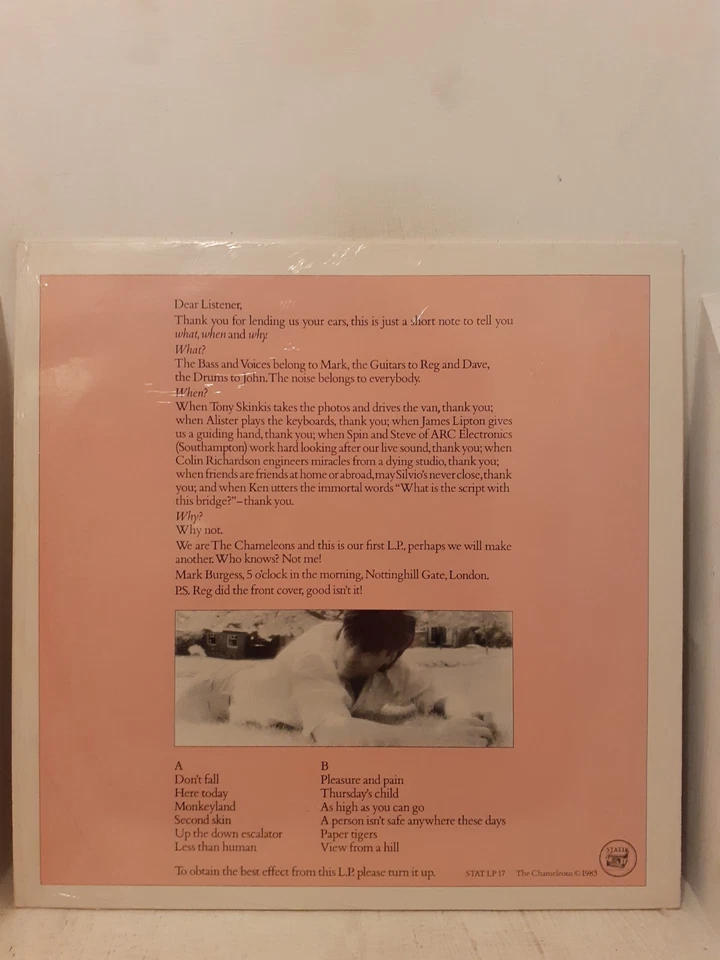 Dear Listener,
Thank you for lending us your ears, this is just a short note to tell you
what, when and why.
What?
The Bass and Voices belong to Mark, the Guitars to Reg and Dave,
the Drums to John. The noise belongs to everybody.
When?
When Tony Skinkis takes the photos and drives the van, thank you;
when Alister plays the keyboards, thank you; when James Lipton gives
us a guiding hand, thank you; when Spin and Steve of ARC Electronics
(Southampton) work hard looking after our live sound, thank you; when
Colin Richardson engineers miracles from a dying studio, thank you;
when friends are friends at home or abroad, may Silvio's never close, thank
you; and when Ken utters the immortal words "What is the script with
this bridge?"–thank you.
Why?
Why not.
We are The Chameleons and this is our first L.P., perhaps we will make
another. Who knows? Not me!
Mark Burgess, 5 o'clock in the morning, Nottinghill Gate, London.
P.S. Reg did the front cover, good isn't it!
A
Don't fall
Here today
Monkeyland
Second skin
Up the down escalator
Less than human
B
Pleasure and pain
Thursday's child
As high as you can go
A person isn't safe anywhere these days
Paper tigers
View from a hill
To obtain the best effect from this L.P. please turn it up.
STAT LP 17 The Chameleons © 1983
STATIK